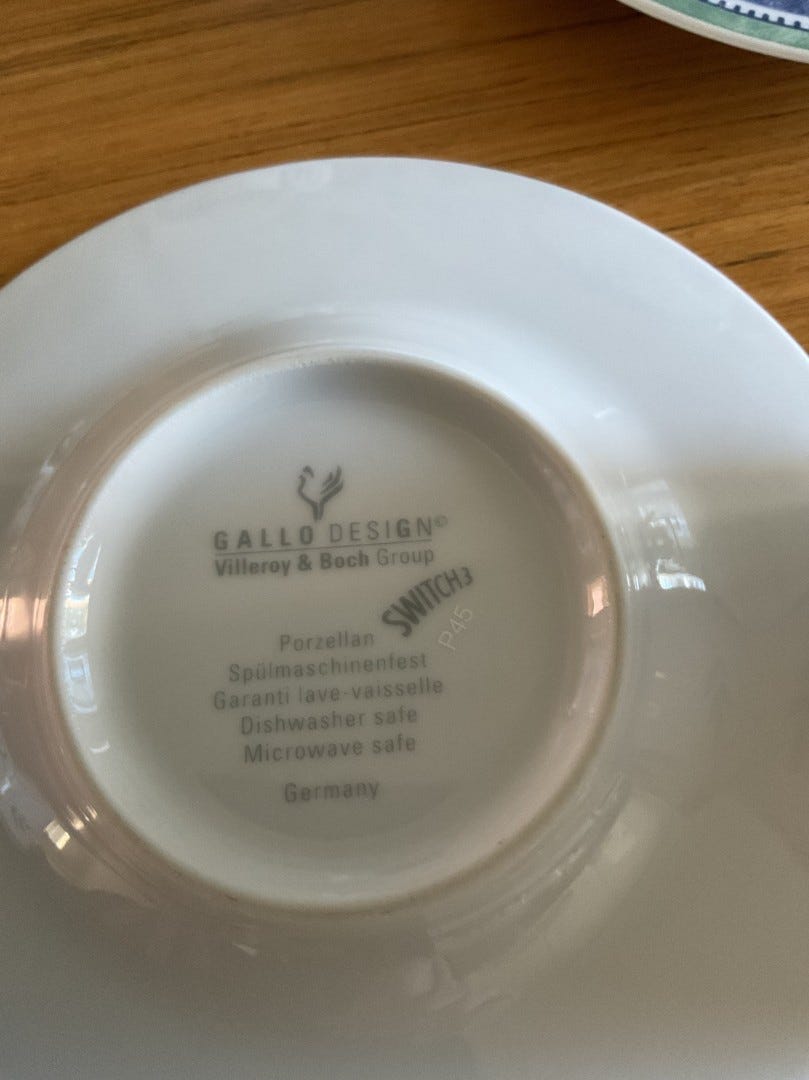 GALLO DESIGN©
Villeroy & Boch Group
SWITCH3
P45
Porzellan
Spülmaschinenfest
Garanti lave-vaisselle
Dishwasher safe
Microwave safe
Germany